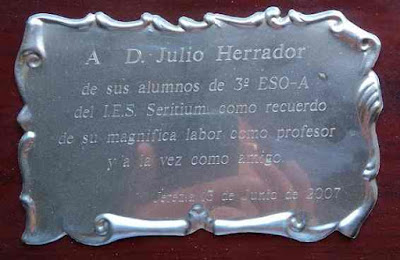 A D. Julio Herrador
de sus alumnos de 3º ESO-A
del I.E.S. Seritium como recuerdo
de su magnifica labor como profesor
y a la vez como amigo
de Junio de 2007